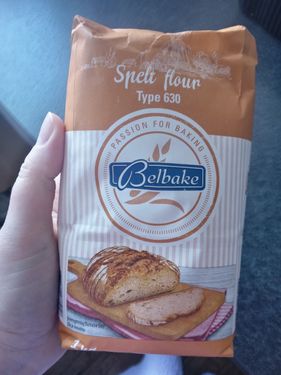 Spelt flour
Type 630
PASSION FOR BAKING
Belbake